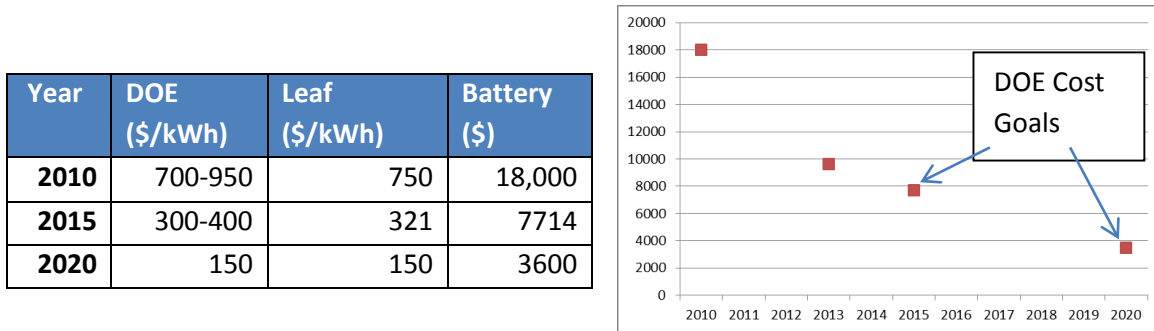 Year DOE ($/kWh) Leaf ($/kWh) Battery ($)
2010 700-950 750 18,000
2015 300-400 321 7714
2020 150 150 3600
20000
18000
16000
14000
12000
10000
8000
6000
4000
2000
0
DOE Cost
Goals
2010 2011 2012 2013 2014 2015 2016 2017 2018 2019 2020